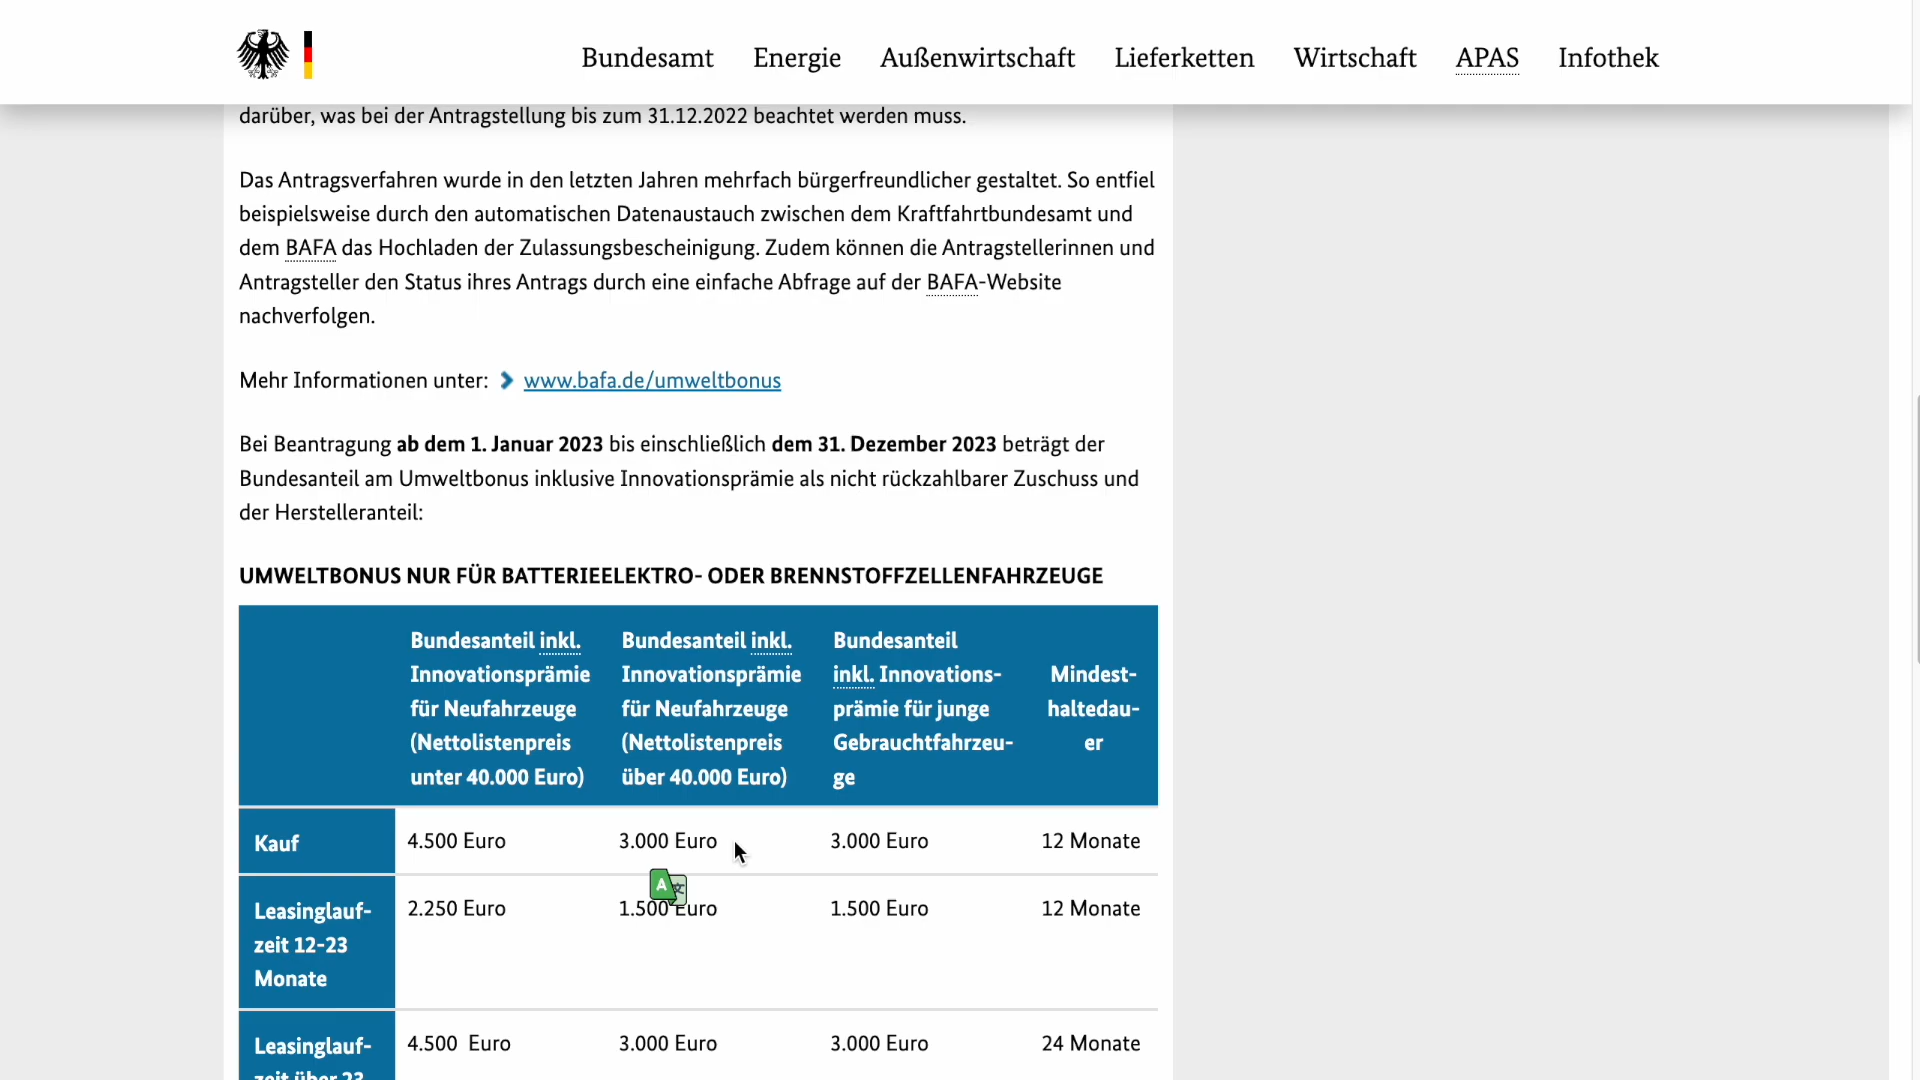 Bundesamt Energie Außenwirtschaft Lieferketten Wirtschaft APAS Infothek
darüber, was bei der Antragstellung bis zum 31.12.2022 beachtet werden muss.
Das Antragsverfahren wurde in den letzten Jahren mehrfach bürgerfreundlicher gestaltet. So entfiel
beispielsweise durch den automatischen Datenaustauch zwischen dem Kraftfahrtbundesamt und
dem BAFA das Hochladen der Zulassungsbescheinigung. Zudem können die Antragstellerinnen und
Antragsteller den Status ihres Antrags durch eine einfache Abfrage auf der BAFA-Website
nachverfolgen.
Mehr Informationen unter: www.bafa.de/umweltbonus
Bei Beantragung ab dem 1. Januar 2023 bis einschließlich dem 31. Dezember 2023 beträgt der
Bundesanteil am Umweltbonus inklusive Innovationsprämie als nicht rückzahlbarer Zuschuss und
der Herstelleranteil:
UMWELTBONUS NUR FÜR BATTERIEELEKTRO- ODER BRENNSTOFFZELLENFAHRZEUGE
Bundesanteil inkl.
Innovationsprämie
für Neufahrzeuge
(Nettolistenpreis
unter 40.000 Euro)
Bundesanteil inkl.
Innovationsprämie
für Neufahrzeuge
(Nettolistenpreis
über 40.000 Euro)
Bundesanteil
inkl. Innovations-
prämie für junge
Gebrauchtfahrzeu-
ge
Mindest-
haltedau-
er
Kauf 4.500 Euro 3.000 Euro 3.000 Euro 12 Monate
A 文
Leasinglauf-
zeit 12-23
Monate
2.250 Euro 1.500 Euro 1.500 Euro 12 Monate
Leasinglauf-
zeit über 23
4.500 Euro 3.000 Euro 3.000 Euro 24 Monate